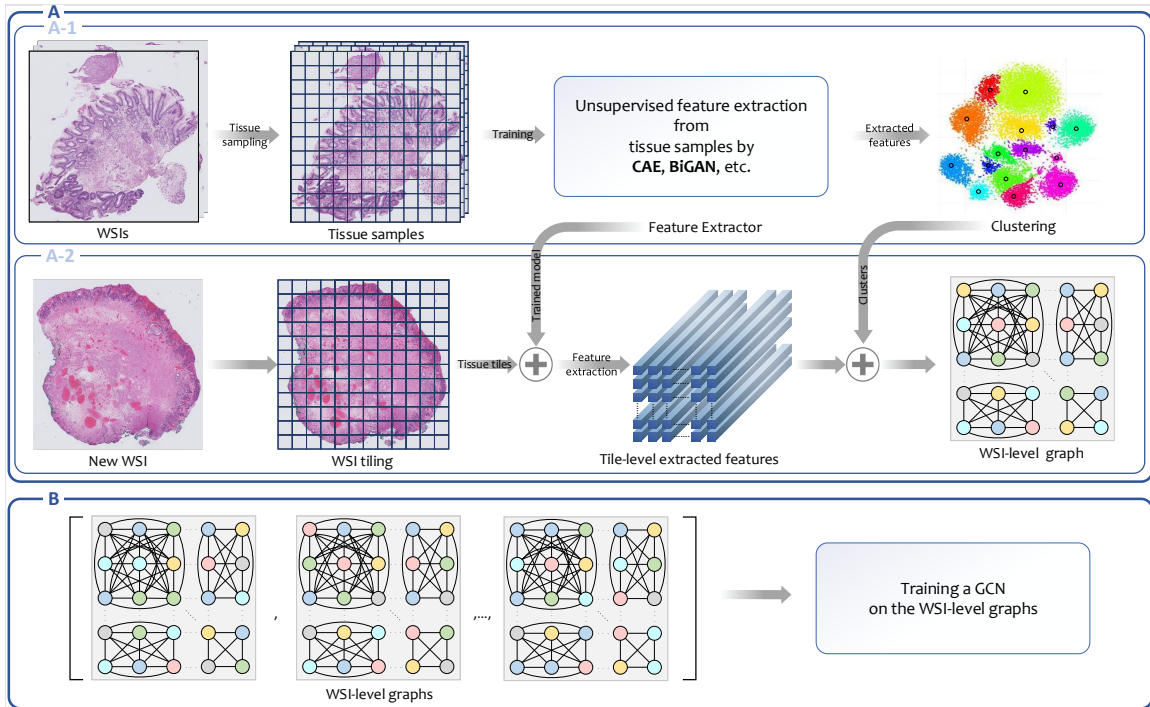 A
A-1
Tissue
sampling
Training
Unsupervised feature extraction
from
tissue samples by
CAE, BiGAN, etc.
Extracted
features
WSIs
Tissue samples
Feature Extractor
Clustering
A-2
Trained model
Clusters
Tissue tiles
Feature
extraction
New WSI
WSI tiling
Tile-level extracted features
WSI-level graph
B
, ,..., 
Training a GCN
on the WSI-level graphs
WSI-level graphs